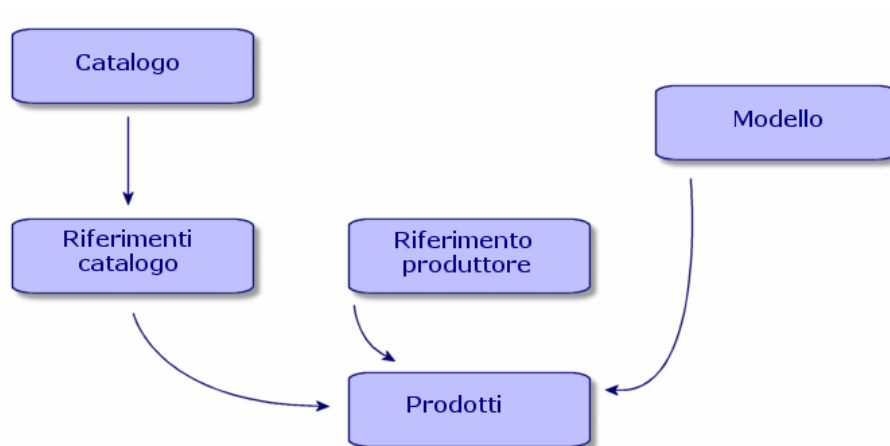 Catalogo
Modello
Riferimenti
catalogo
Riferimento
produttore
Prodotti